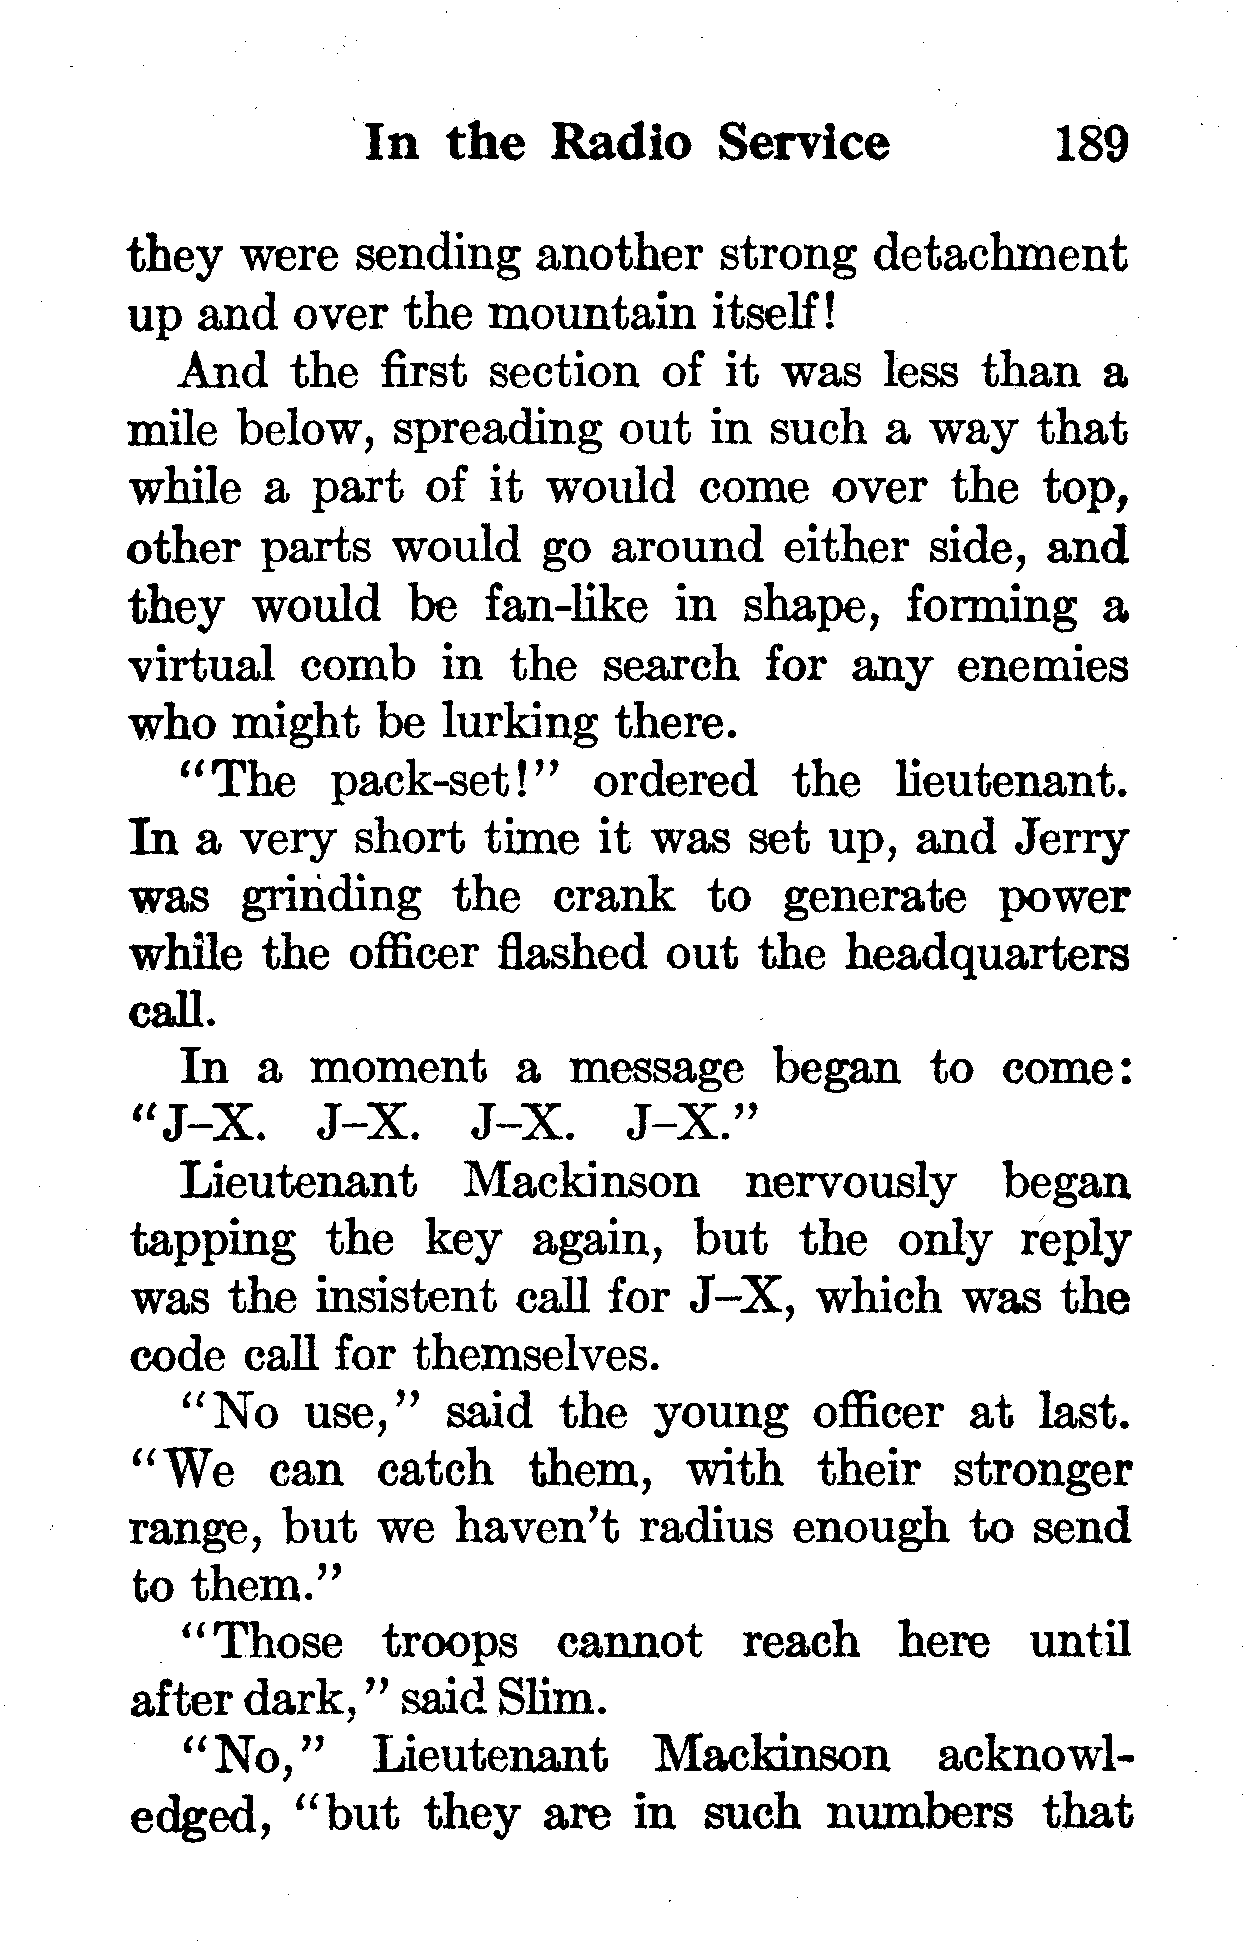 In the Radio Service 189
they were sending another strong detachment
up and over the mountain itself!
And the first section of it was less than a
mile below, spreading out in such a way that
while a part of it would come over the top,
other parts would go around either side, and
they would be fan-like in shape, forming a
virtual comb in the search for any enemies
who might be lurking there.
"The pack-set!" ordered the lieutenant.
In a very short time it was set up, and Jerry
was grinding the crank to generate power
while the officer flashed out the headquarters
call.
In a moment a message began to come:
"J–X. J–X. J–X. J–X."
Lieutenant Mackinson nervously began
tapping the key again, but the only reply
was the insistent call for J–X, which was the
code call for themselves.
"No use," said the young officer at last.
"We can catch them, with their stronger
range, but we haven't radius enough to send
to them."
"Those troops cannot reach here until
after dark," said Slim.
"No," Lieutenant Mackinson acknowl-
edged, "but they are in such numbers that